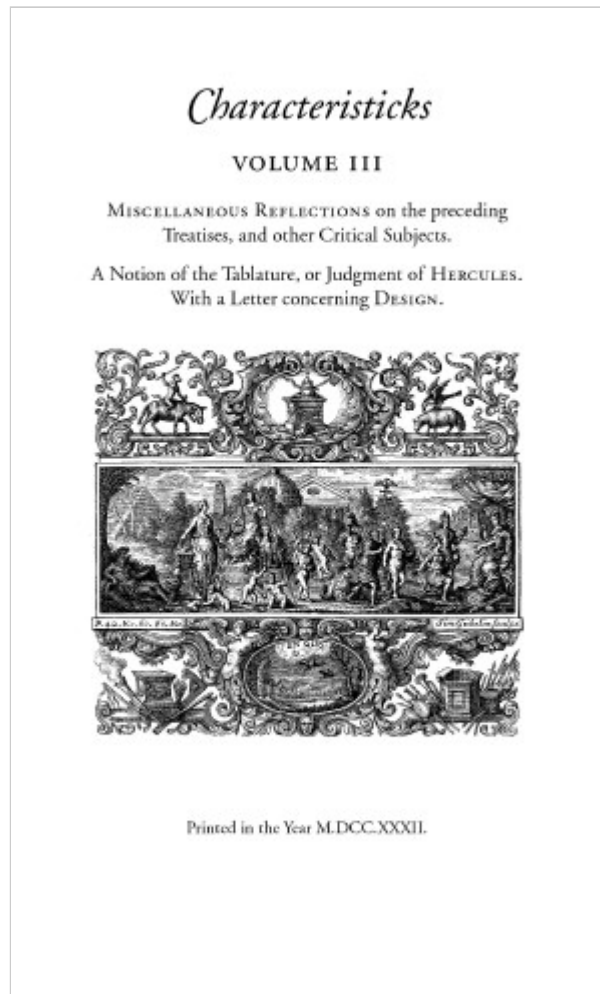 Characteristicks
VOLUME III
MISCELLANEOUS REFLECTIONS on the preceding
Treatises, and other Critical Subjects.
A Notion of the Tablature, or Judgment of HERCULES.
With a Letter concerning DESIGN.
Printed in the Year M.DCC.XXXII.